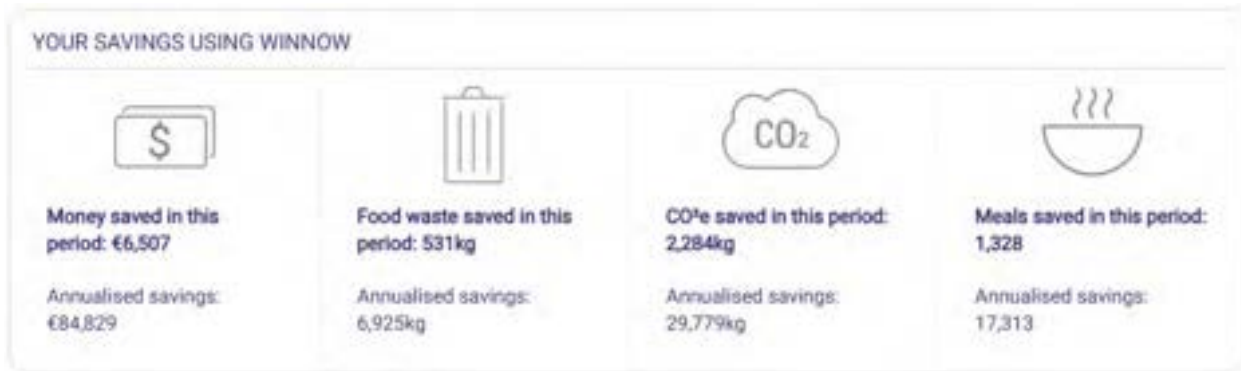 YOUR SAVINGS USING WINNOW
$
CO₂
Money saved in this
period: €6,507
Annualised savings:
€84,829
Food waste saved in this
period: 531kg
Annualised savings:
6,925kg
CO²e saved in this period:
2,284kg
Annualised savings:
29,779kg
Meals saved in this period:
1,328
Annualised savings:
17,313